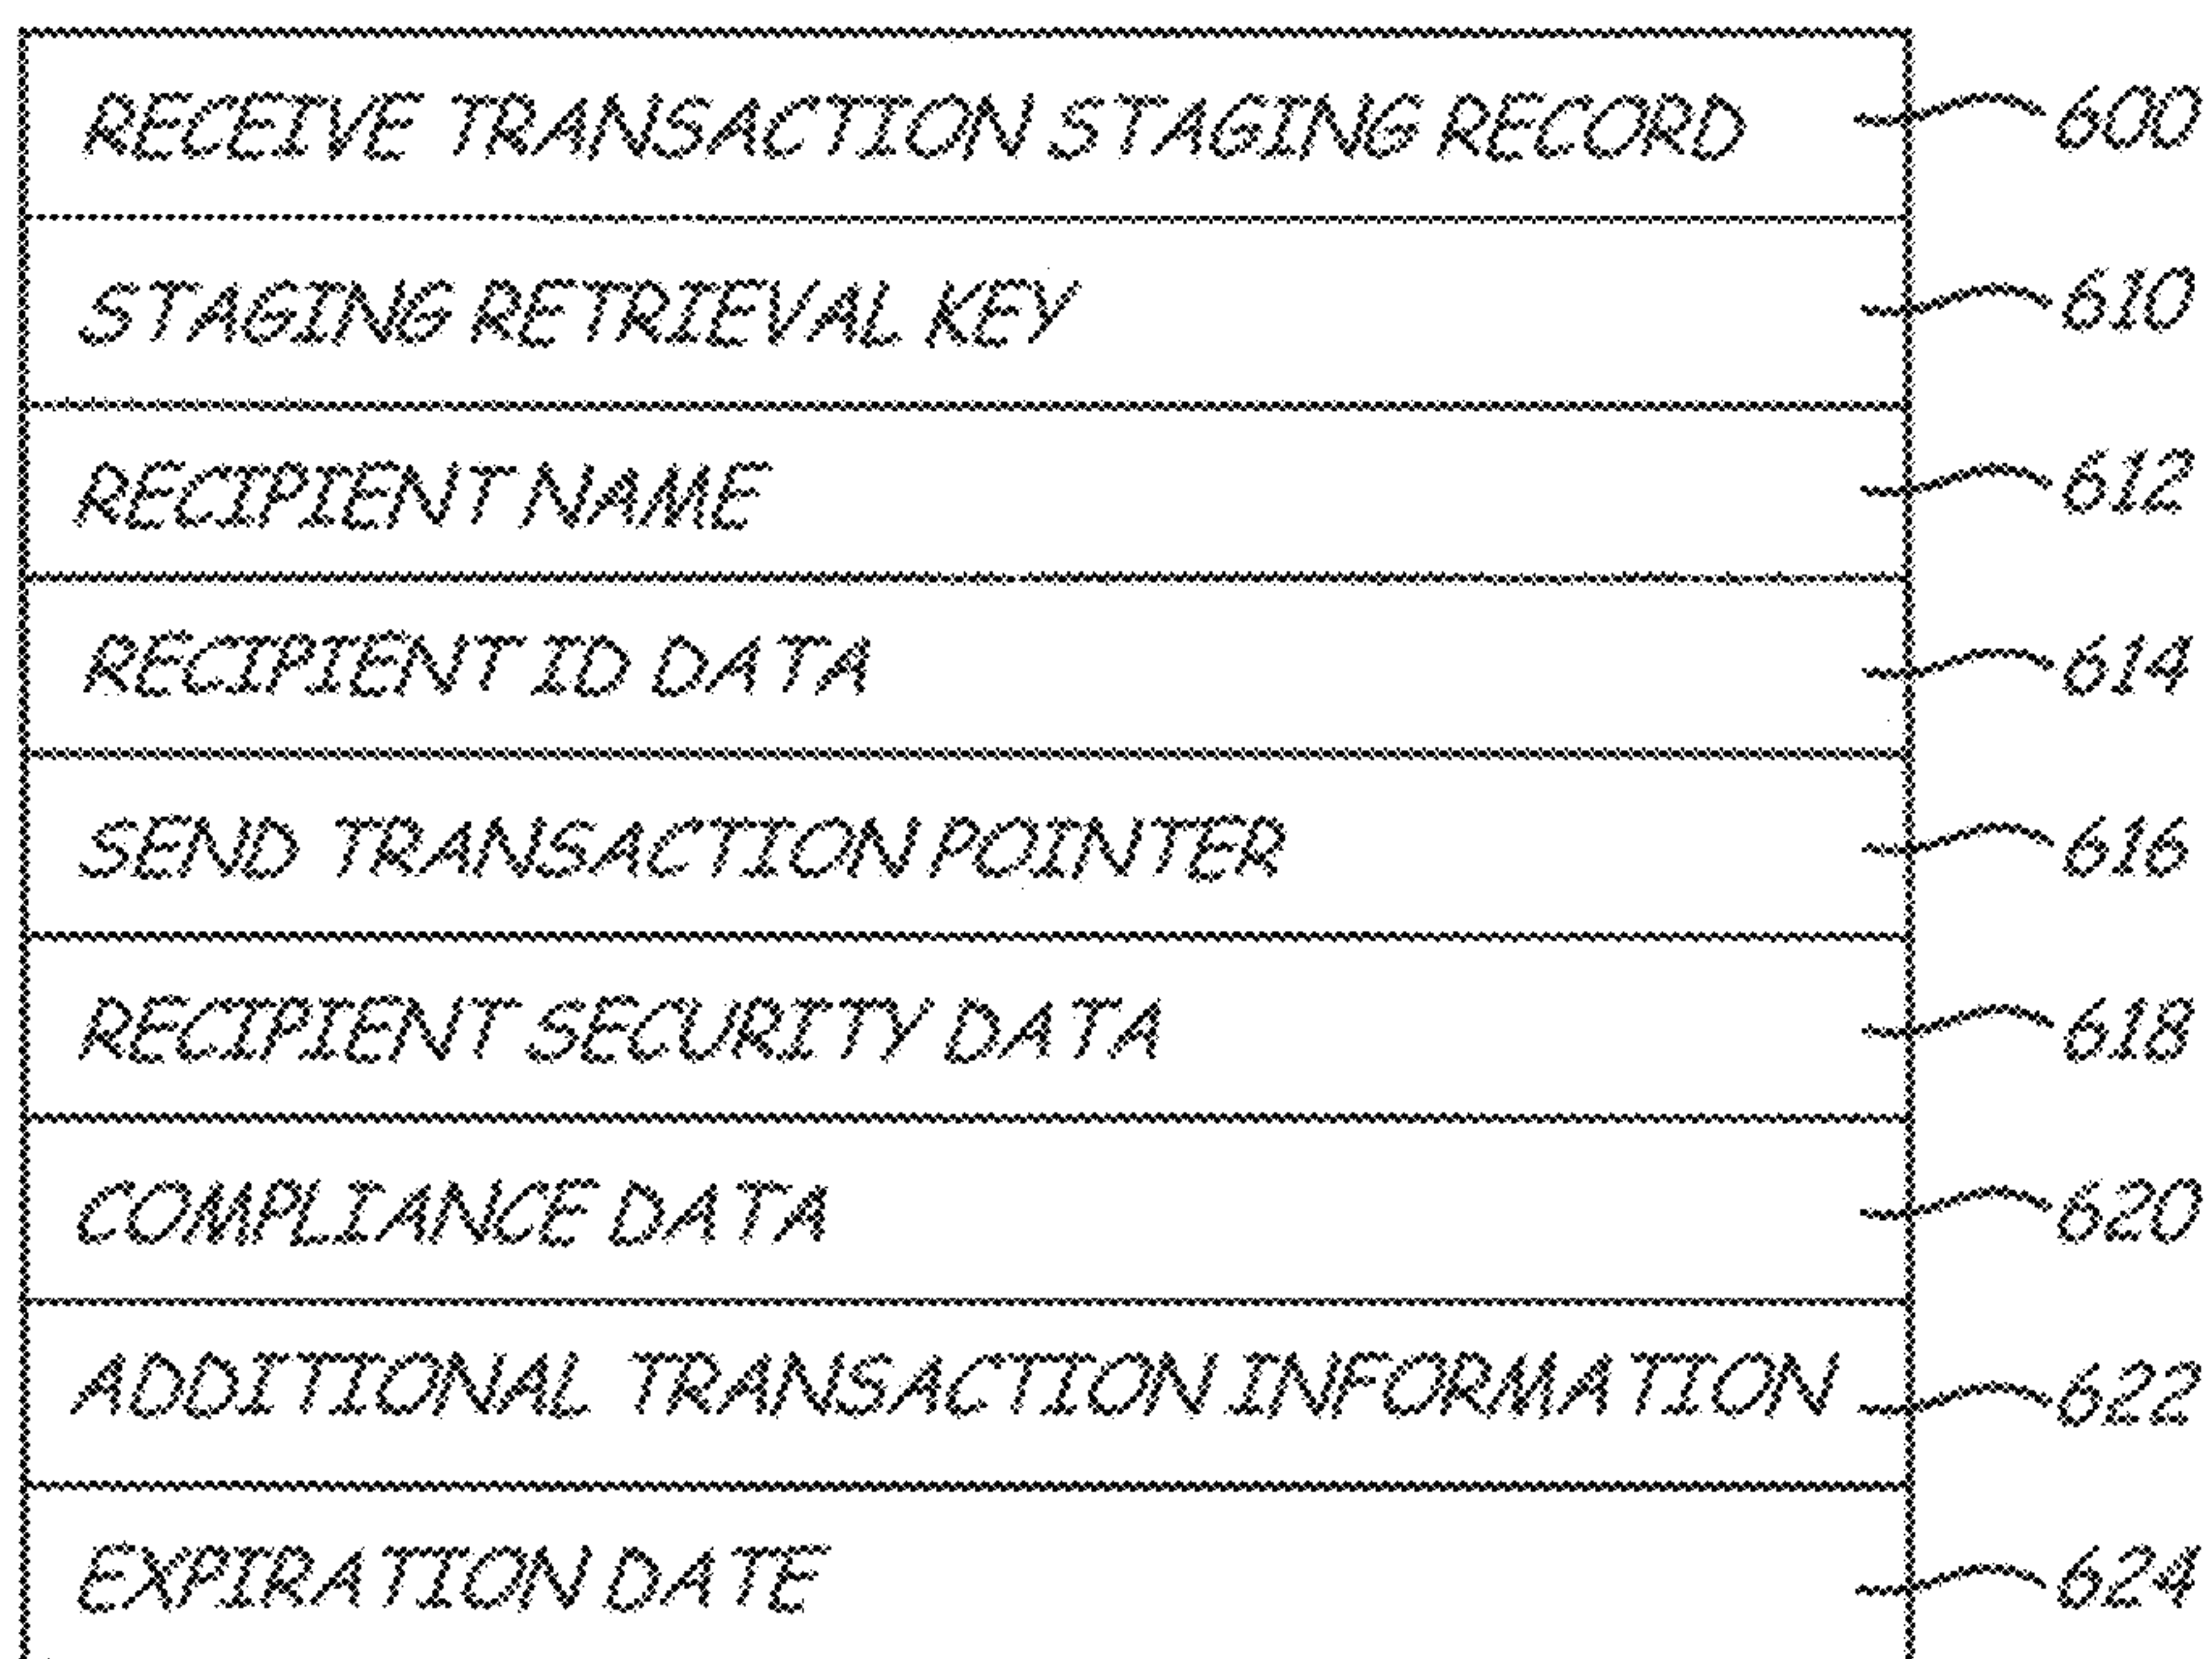 RECEIVE TRANSACTION STAGING RECORD 600
STAGING RETRIEVAL KEY 610
RECIPIENT NAME 612
RECIPIENT ID DATA 614
SEND TRANSACTION POINTER 616
RECIPIENT SECURITY DATA 618
COMPLIANCE DATA 620
ADDITIONAL TRANSACTION INFORMATION 622
EXPIRATION DATE 624